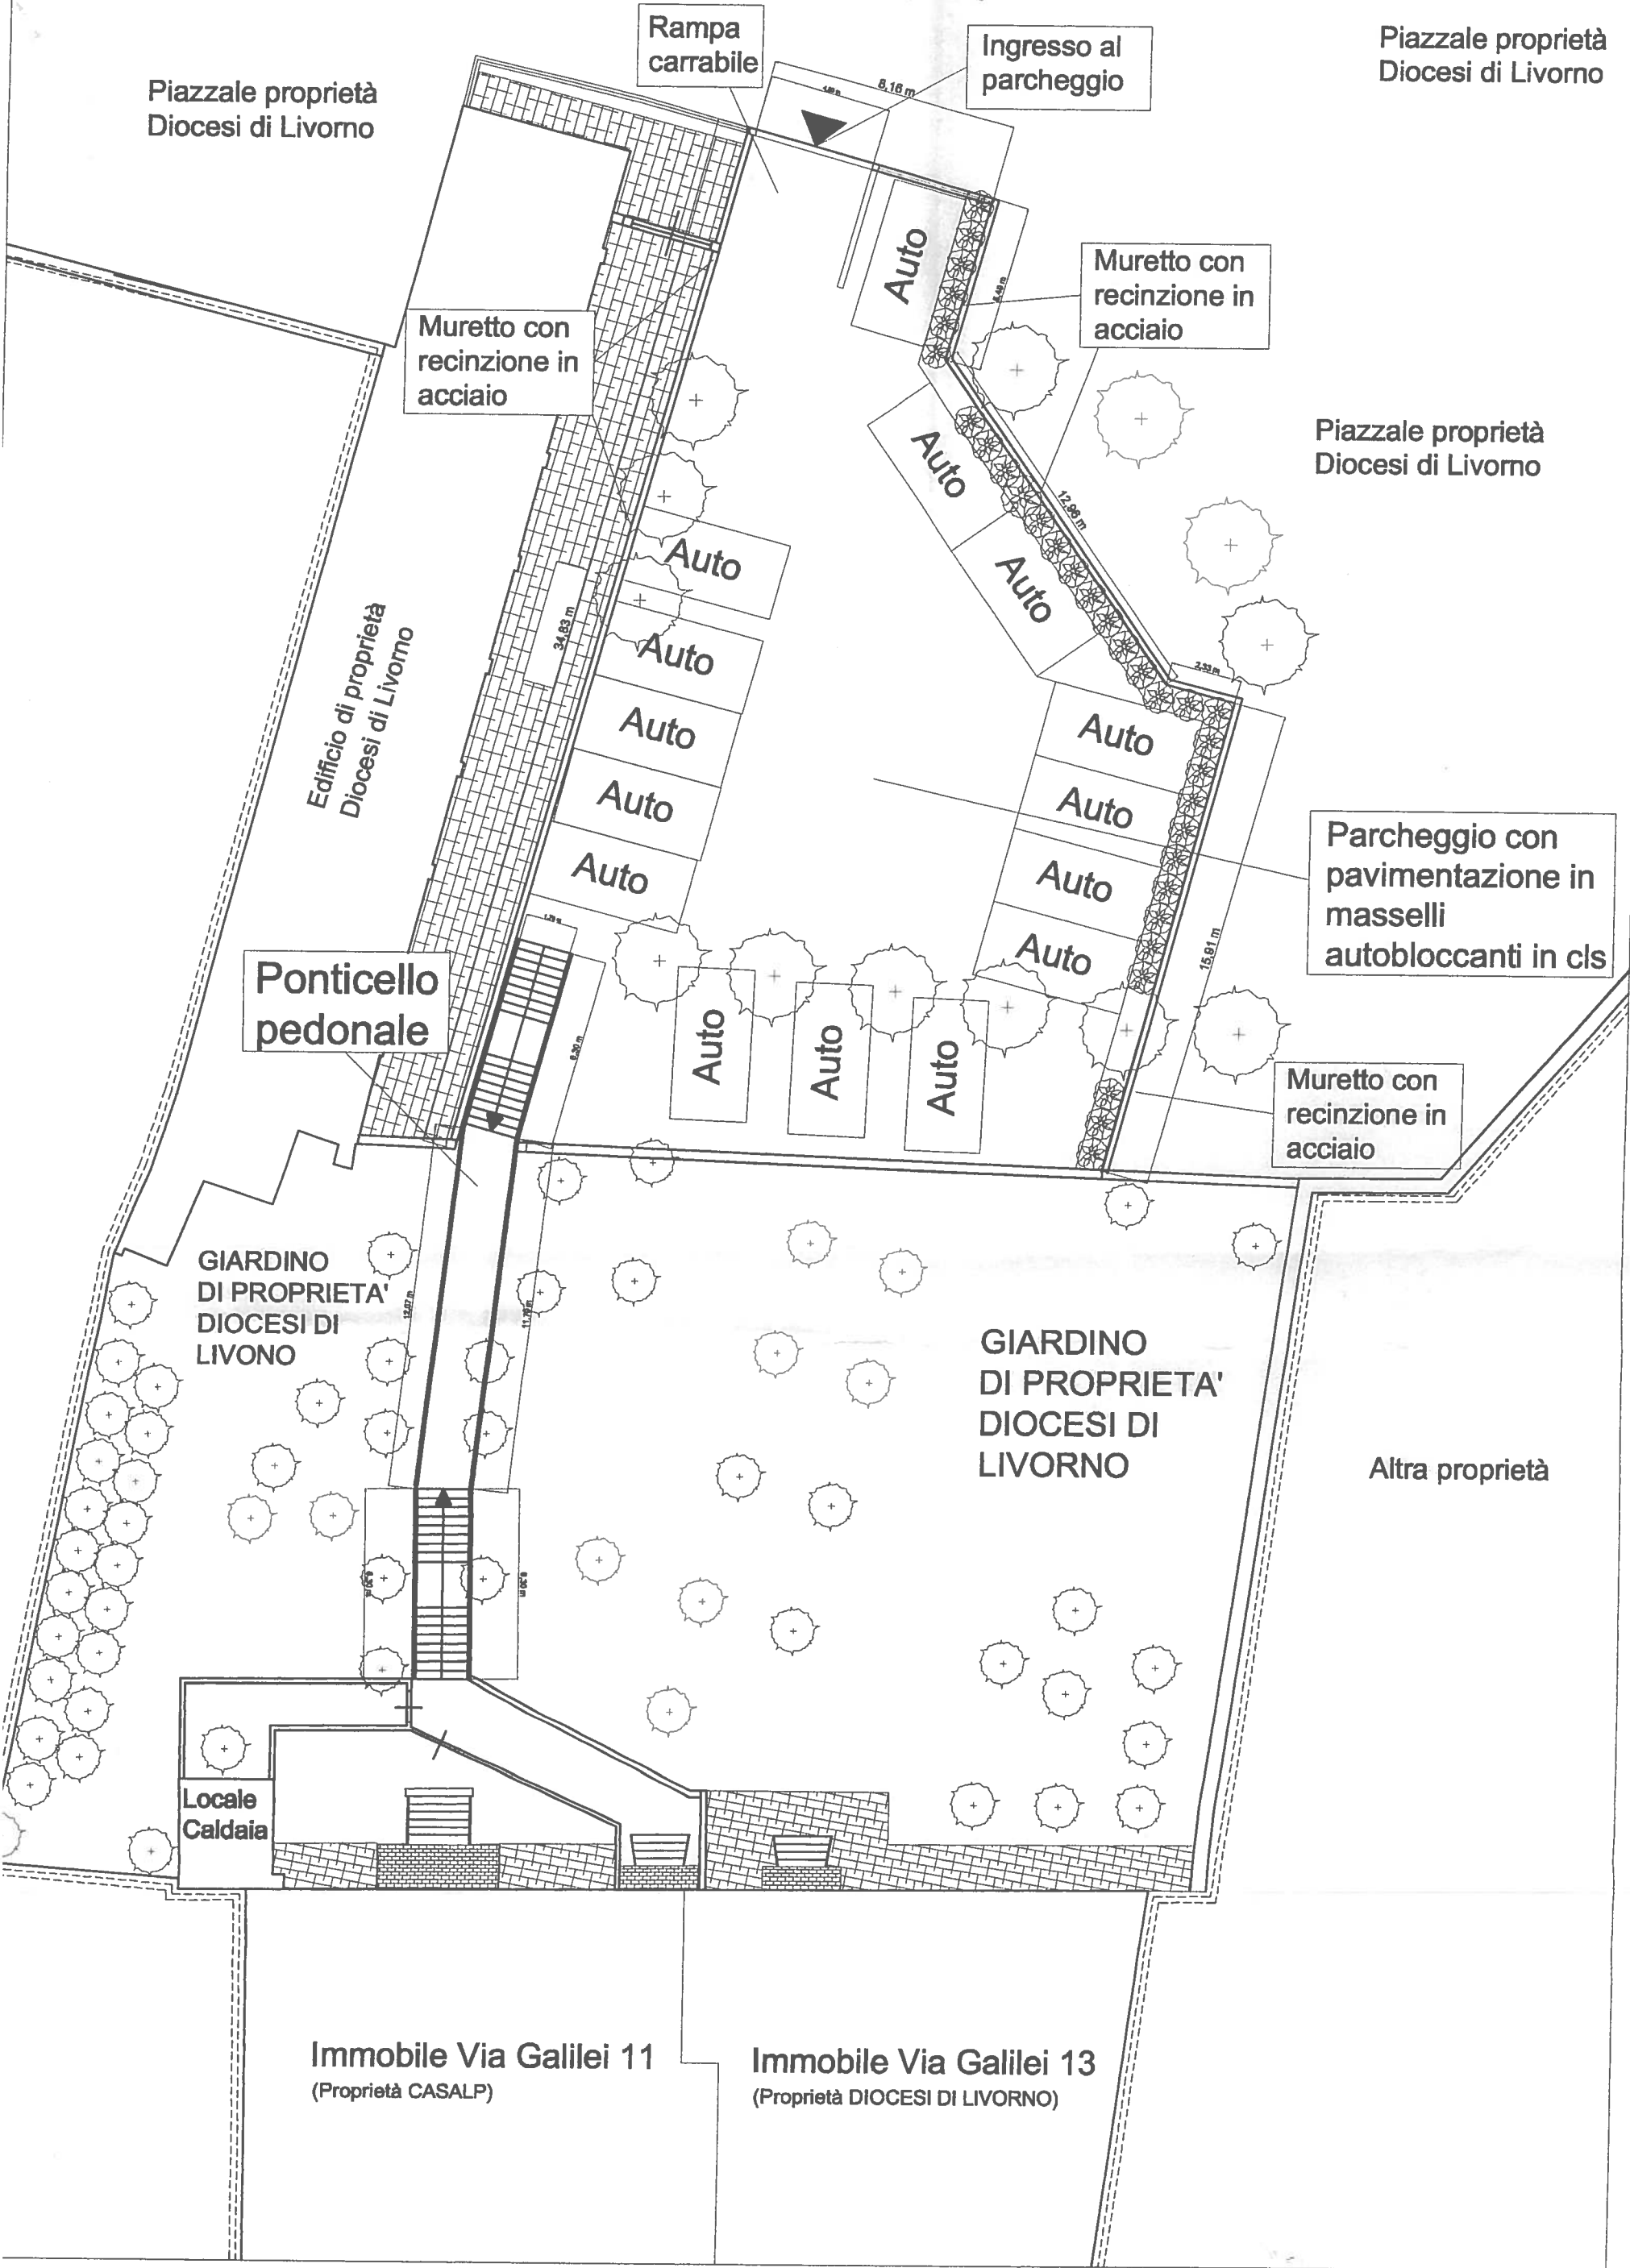 Rampa
carrabile
Ingresso al
parcheggio
Piazzale proprietà
Diocesi di Livorno
Piazzale proprietà
Diocesi di Livorno
8,16 m
Auto
Muretto con
recinzione in
acciaio
Muretto con
recinzione in
acciaio
Piazzale proprietà
Diocesi di Livorno
Auto
12,96 m
Auto
Auto
34,83 m
Edificio di proprietà
Diocesi di Livorno
Auto
2,33 m
Auto
Auto
Auto
Auto
Auto
Auto
Auto
Parcheggio con
pavimentazione in
masselli
autobloccanti in cls
15,91 m
Ponticello
pedonale
Auto
Auto
Auto
Muretto con
recinzione in
acciaio
GIARDINO
DI PROPRIETA'
DIOCESI DI
LIVONO
12,07 m
GIARDINO
DI PROPRIETA'
DIOCESI DI
LIVORNO
Altra proprietà
Locale
Caldaia
Immobile Via Galilei 11
(Proprietà CASALP)
Immobile Via Galilei 13
(Proprietà DIOCESI DI LIVORNO)